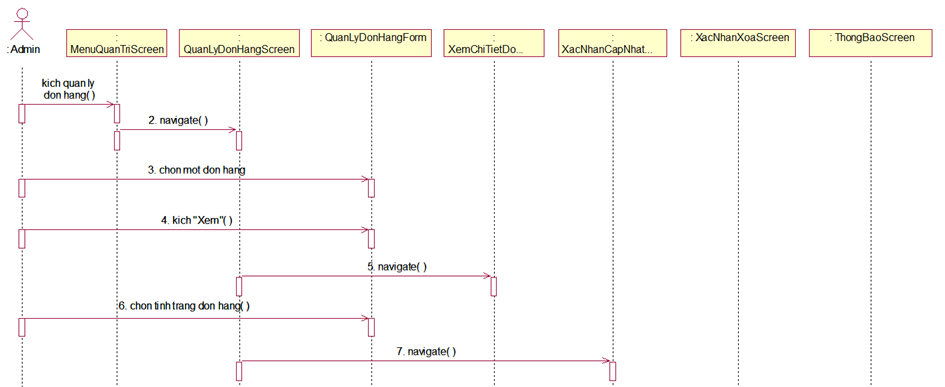 : Admin
:
MenuQuanTriScreen
:
QuanLyDonHangScreen
: QuanLyDonHangForm
:
XemChiTietDo...
:
XacNhanCapNhat...
: XacNhanXoaScreen
: ThongBaoScreen
kich quan ly
don hang( )
2. navigate( )
3. chon mot don hang
4. kich "Xem"( )
5. navigate( )
6. chon tinh trang don hang( )
7. navigate( )